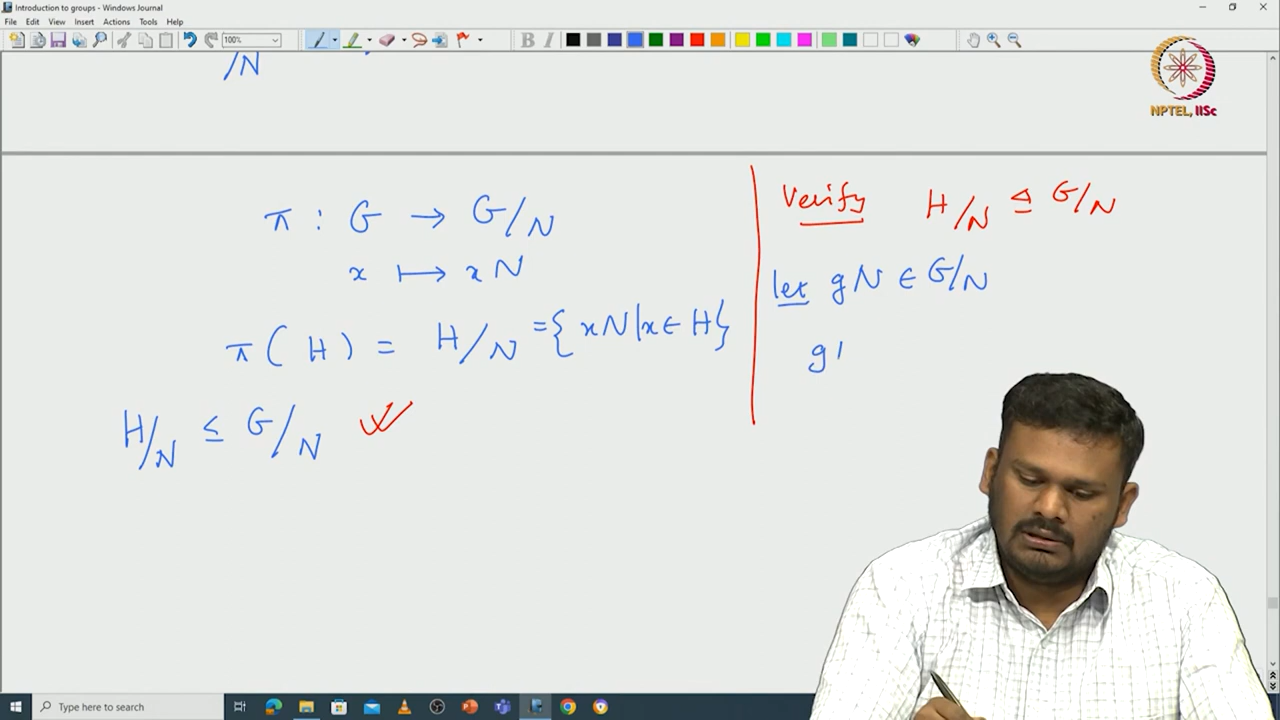 Introduction to groups - Windows Journal
File Edit View Insert Actions Tools Help
100%
B I
NPTEL, IISc
/N
π : G → G/N
x ⟼ xN
π( H ) = H/N = { xN | x ∈ H }
H/N ≤ G/N
Verify H/N ⊴ G/N
let gN ∈ G/N
g
Type here to search